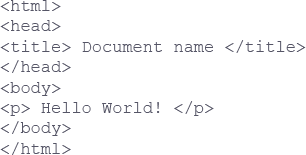 <html>
<head>
<title> Document name </title>
</head>
<body>
<p> Hello World! </p>
</body>
</html>